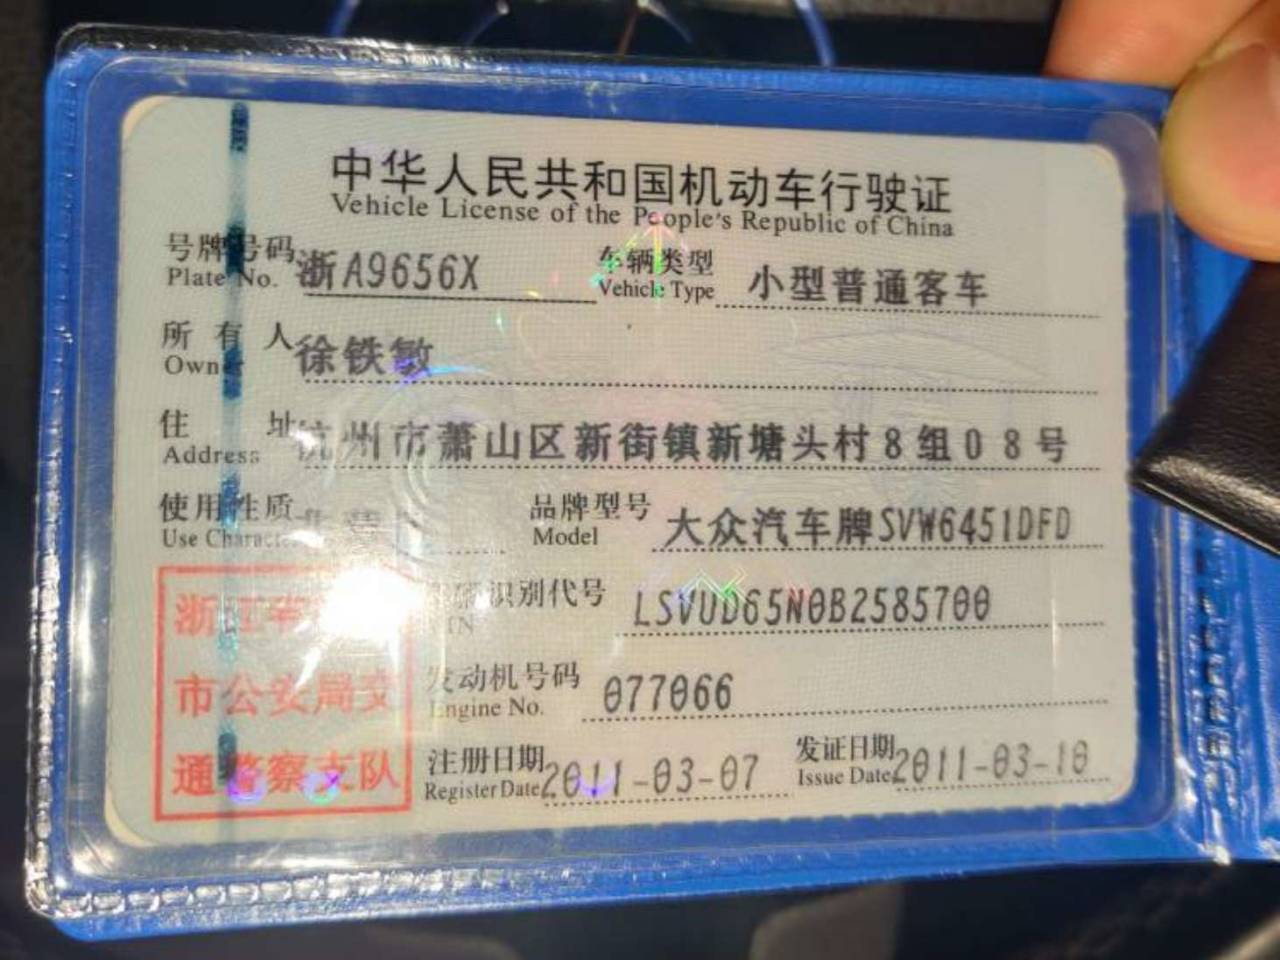 中华人民共和国机动车行驶证
Vehicle License of the People's Republic of China
号牌号码 浙A9656X 车辆类型 小型普通客车
Plate No. Vehicle Type
所有人 徐铁敏
Owner
住址 杭州市萧山区新街镇新塘头村8组08号
Address
使用性质 品牌型号 大众汽车牌SVW6451DFD
Use Character Model
识别代号 LSVUD65N0B2585700
发动机号码 077066
Engine No.
注册日期 2011-03-07 发证日期 2011-03-10
Register Date Issue Date
浙江省
市公安局交
通警察支队